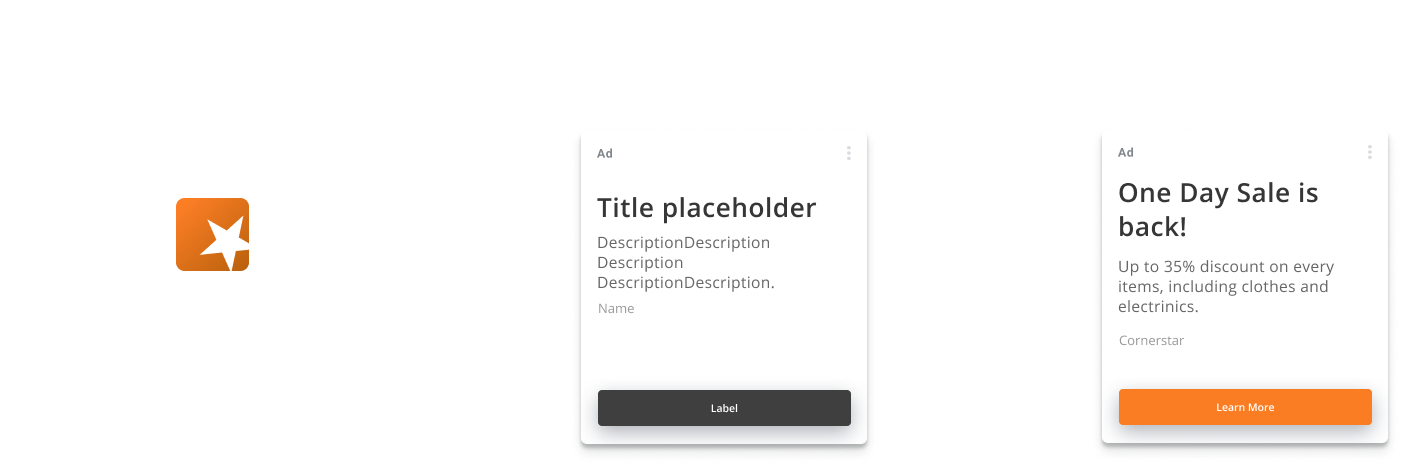 Ad
Title placeholder
DescriptionDescription
Description
DescriptionDescription.
Name
Label
Ad
One Day Sale is
back!
Up to 35% discount on every
items, including clothes and
electrinics.
Cornerstar
Learn More